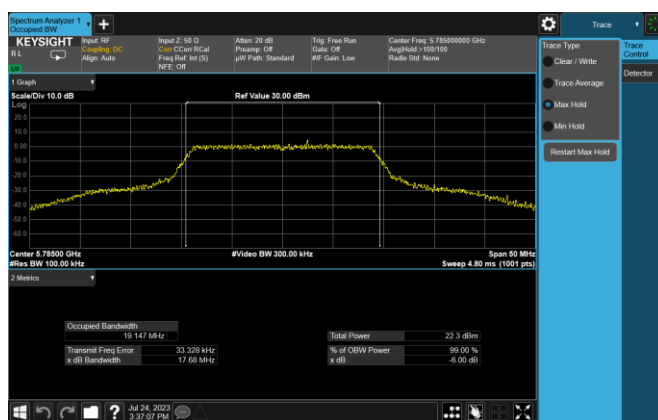 Spectrum Analyzer 1
Occupied BW
Trace
KEYSIGHT
R L
Input: RF
Coupling: DC
Align: Auto
Input Z: 50 Ω
Corr CCorr RCal
Freq Ref: Int (S)
NFE: Off
Atten: 20 dB
Preamp: Off
µW Path: Standard
Trig: Free Run
Gate: Off
#IF Gain: Low
Center Freq: 5.785000000 GHz
Avg|Hold:>100/100
Radio Std: None
Trace Type
Clear / Write
Trace Average
Max Hold
Min Hold
Restart Max Hold
Trace Control
Detector
1 Graph
Scale/Div 10.0 dB
Ref Value 30.00 dBm
Log
20.0
10.0
0.00
-10.0
-20.0
-30.0
-40.0
-50.0
-60.0
Center 5.78500 GHz
#Video BW 300.00 kHz
Span 50 MHz
#Res BW 100.00 kHz
Sweep 4.80 ms (1001 pts)
2 Metrics
Occupied Bandwidth
19.147 MHz
Total Power 22.3 dBm
Transmit Freq Error 33.328 kHz
% of OBW Power 99.00 %
x dB Bandwidth 17.68 MHz
x dB -6.00 dB
Jul 24, 2023
3:37:07 PM